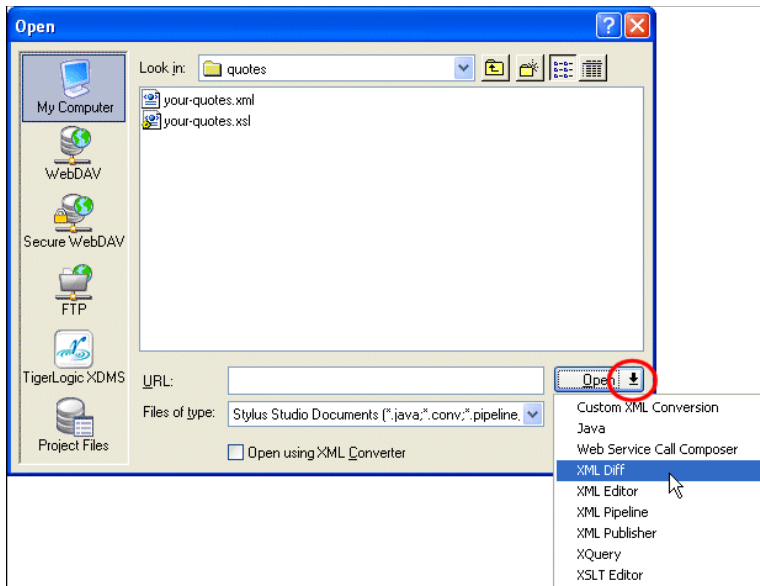 Open
My Computer
WebDAV
Secure WebDAV
FTP
TigerLogic XDMS
Project Files
Look in: quotes
your-quotes.xml
your-quotes.xsl
URL:
Open
Files of type: Stylus Studio Documents (*.java;*.conv;*.pipeline.
Open using XML Converter
Custom XML Conversion
Java
Web Service Call Composer
XML Diff
XML Editor
XML Pipeline
XML Publisher
XQuery
XSLT Editor